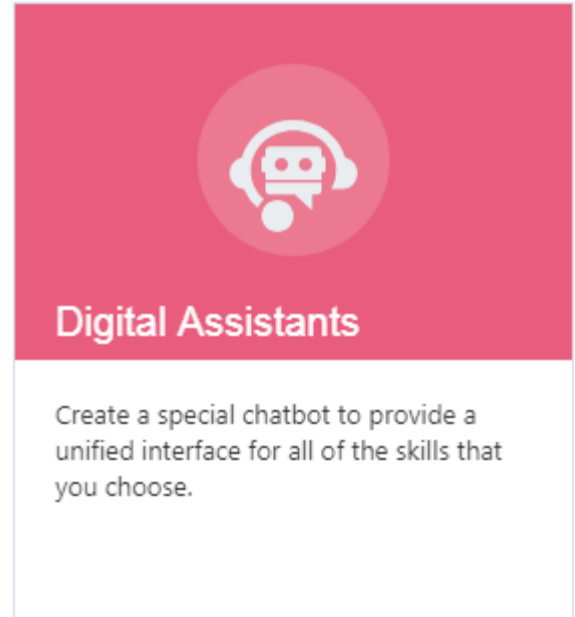 Digital Assistants
Create a special chatbot to provide a
unified interface for all of the skills that
you choose.